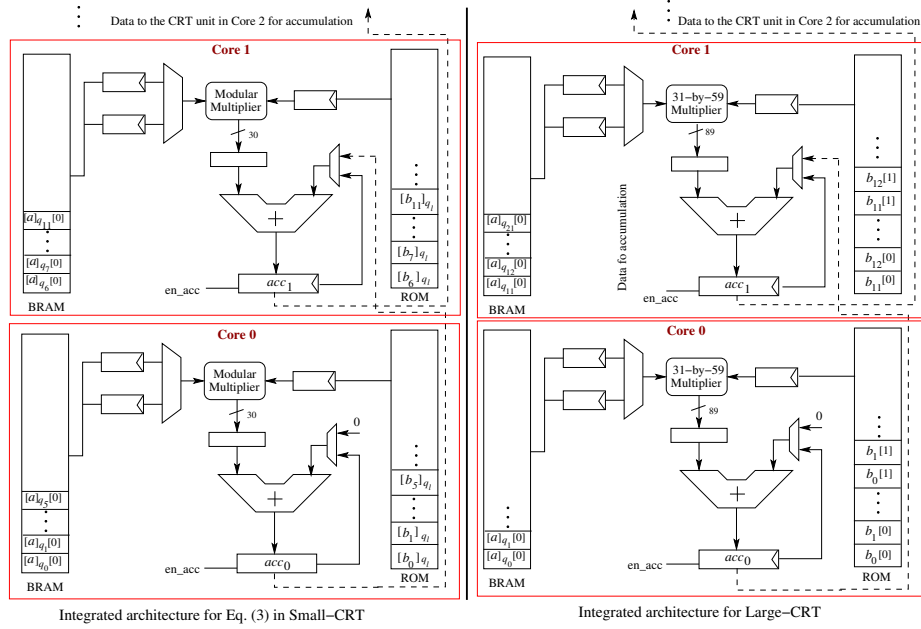 Data to the CRT unit in Core 2 for accumulation
Core 1
Modular
Multiplier
30
[a]q11[0]
[a]q7[0]
[a]q6[0]
BRAM
+
en_acc
acc1
[b11]ql
[b7]ql
[b6]ql
ROM
Core 0
Modular
Multiplier
30
0
[a]q5[0]
[a]q1[0]
[a]q0[0]
BRAM
+
en_acc
acc0
[b5]ql
[b1]ql
[b0]ql
ROM
Integrated architecture for Eq. (3) in Small−CRT
Data to the CRT unit in Core 2 for accumulation
Core 1
31−by−59
Multiplier
89
[a]q21[0]
[a]q12[0]
[a]q11[0]
BRAM
Data fo accumulation
+
en_acc
acc1
b12[1]
b11[1]
b12[0]
b11[0]
ROM
Core 0
31−by−59
Multiplier
89
0
[a]q1[0]
[a]q0[0]
BRAM
+
en_acc
acc0
b1[1]
b0[1]
b1[0]
b0[0]
ROM
Integrated architecture for Large−CRT